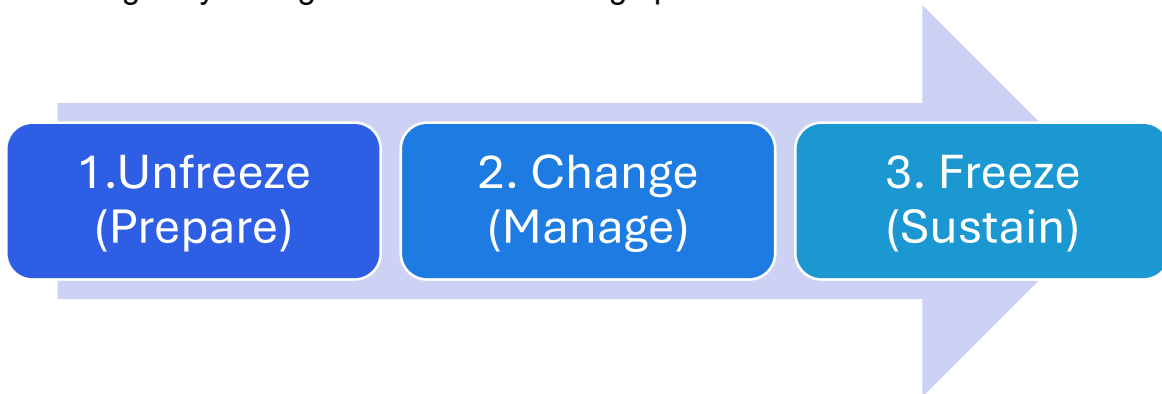 1.Unfreeze
(Prepare)
2. Change
(Manage)
3. Freeze
(Sustain)